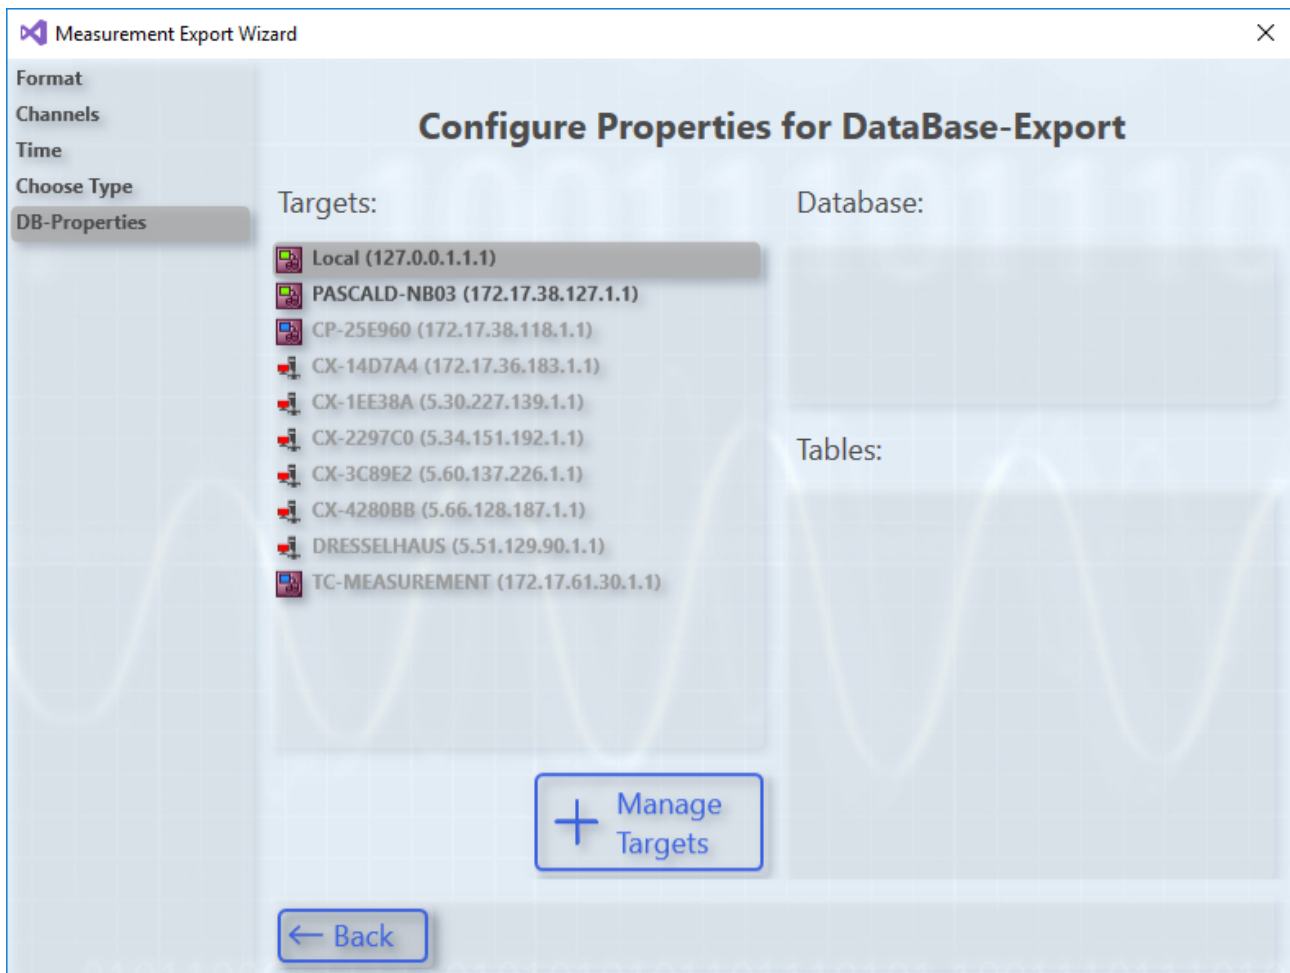 Measurement Export Wizard
Format
Channels
Time
Choose Type
DB-Properties
Configure Properties for DataBase-Export
Targets:
Local (127.0.0.1.1.1)
PASCALD-NB03 (172.17.38.127.1.1)
CP-25E960 (172.17.38.118.1.1)
CX-14D7A4 (172.17.36.183.1.1)
CX-1EE38A (5.30.227.139.1.1)
CX-2297C0 (5.34.151.192.1.1)
CX-3C89E2 (5.60.137.226.1.1)
CX-4280BB (5.66.128.187.1.1)
DRESSELHAUS (5.51.129.90.1.1)
TC-MEASUREMENT (172.17.61.30.1.1)
Manage
Targets
Database:
Tables:
Back